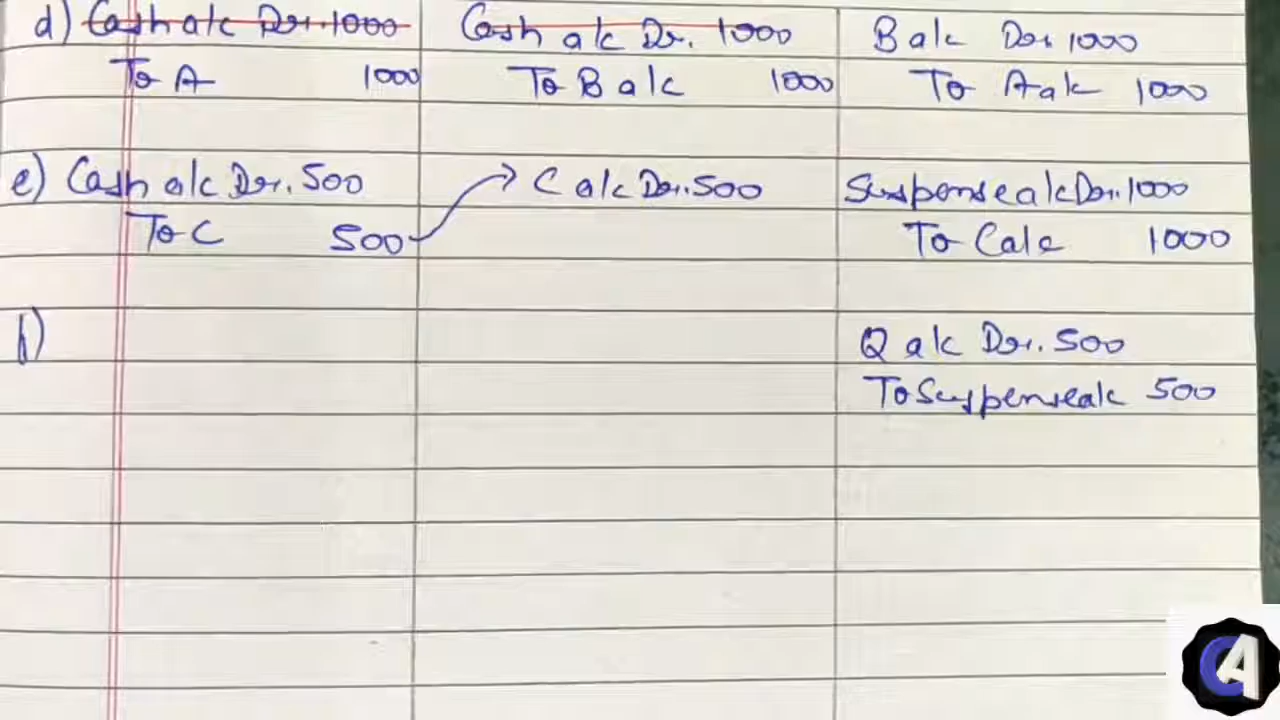 d) Cash a/c Dr. 1000 Cash a/c Dr. 1000 B a/c Dr. 1000
To A 1000 To B a/c 1000 To A a/c 1000
e) Cash a/c Dr. 500 C a/c Dr. 500 Suspense a/c Dr. 1000
To C 500 To C a/c 1000
f) Q a/c Dr. 500
To Suspense a/c 500
CA